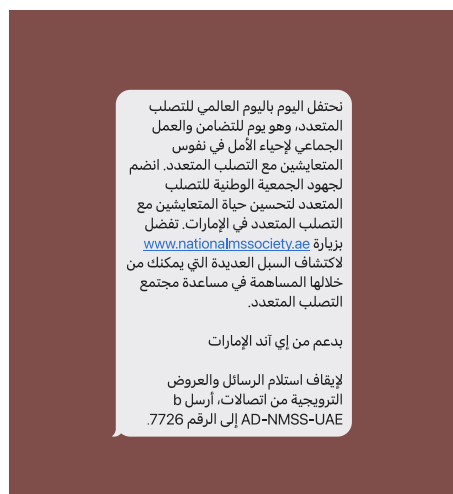 نحتفل اليوم باليوم العالمي للتصلب
المتعدد، وهو يوم للتضامن والعمل
الجماعي لإحياء الأمل في نفوس
المتعايشين مع التصلب المتعدد. انضم
لجهود الجمعية الوطنية للتصلب
المتعدد لتحسين حياة المتعايشين مع
التصلب المتعدد في الإمارات. تفضل
بزيارة www.nationalmssociety.ae
لاكتشاف السبل العديدة التي يمكنك من
خلالها المساهمة في مساعدة مجتمع
التصلب المتعدد.
بدعم من إي آند الإمارات
لإيقاف استلام الرسائل والعروض
الترويجية من اتصالات، أرسل b
AD-NMSS-UAE إلى الرقم 7726.